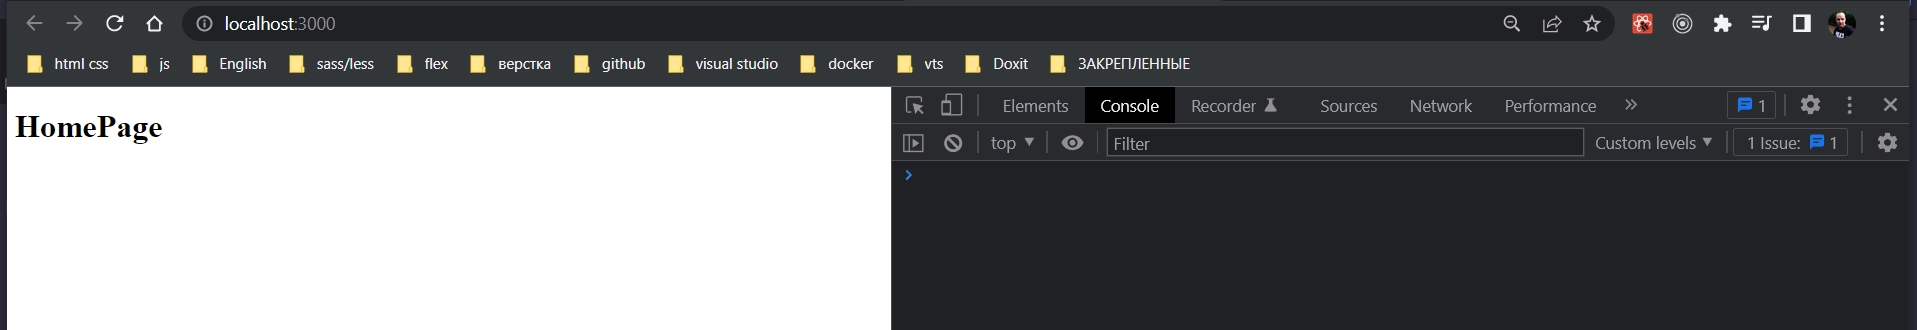 localhost:3000
html css js English sass/less flex верстка github visual studio docker vts Doxit ЗАКРЕПЛЕННЫЕ
Elements Console Recorder Sources Network Performance 1
top Filter Custom levels 1 Issue: 1
HomePage